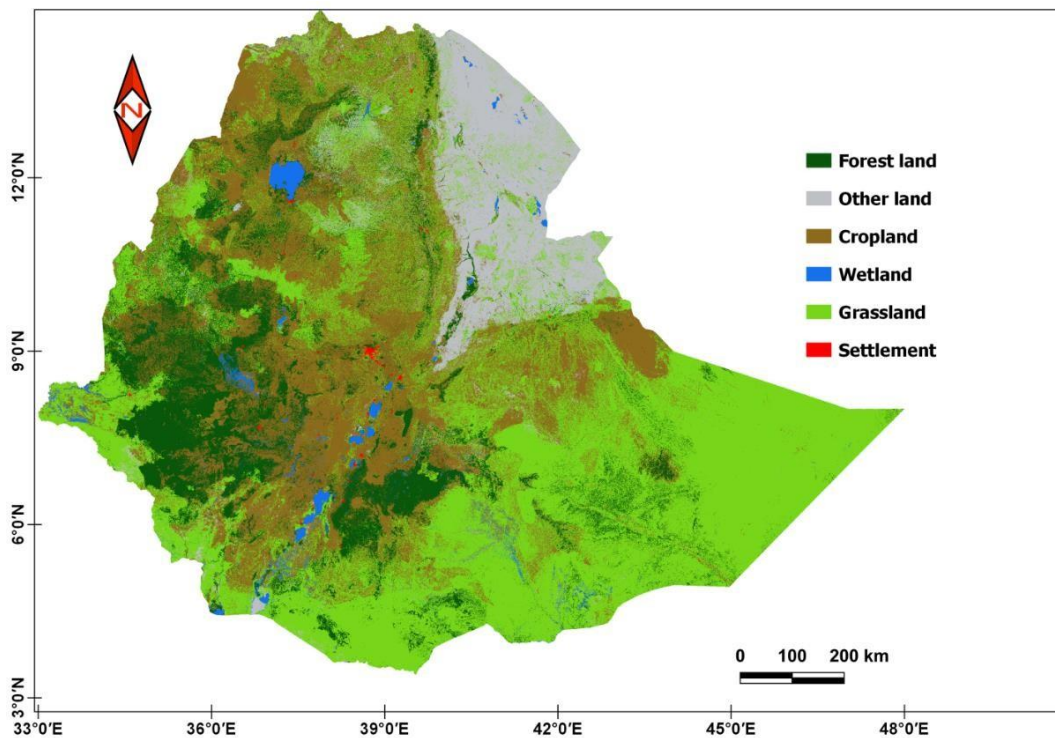 N
Forest land
Other land
Cropland
Wetland
Grassland
Settlement
12°0'N
9°0'N
6°0'N
3°0'N
0 100 200 km
33°0'E 36°0'E 39°0'E 42°0'E 45°0'E 48°0'E